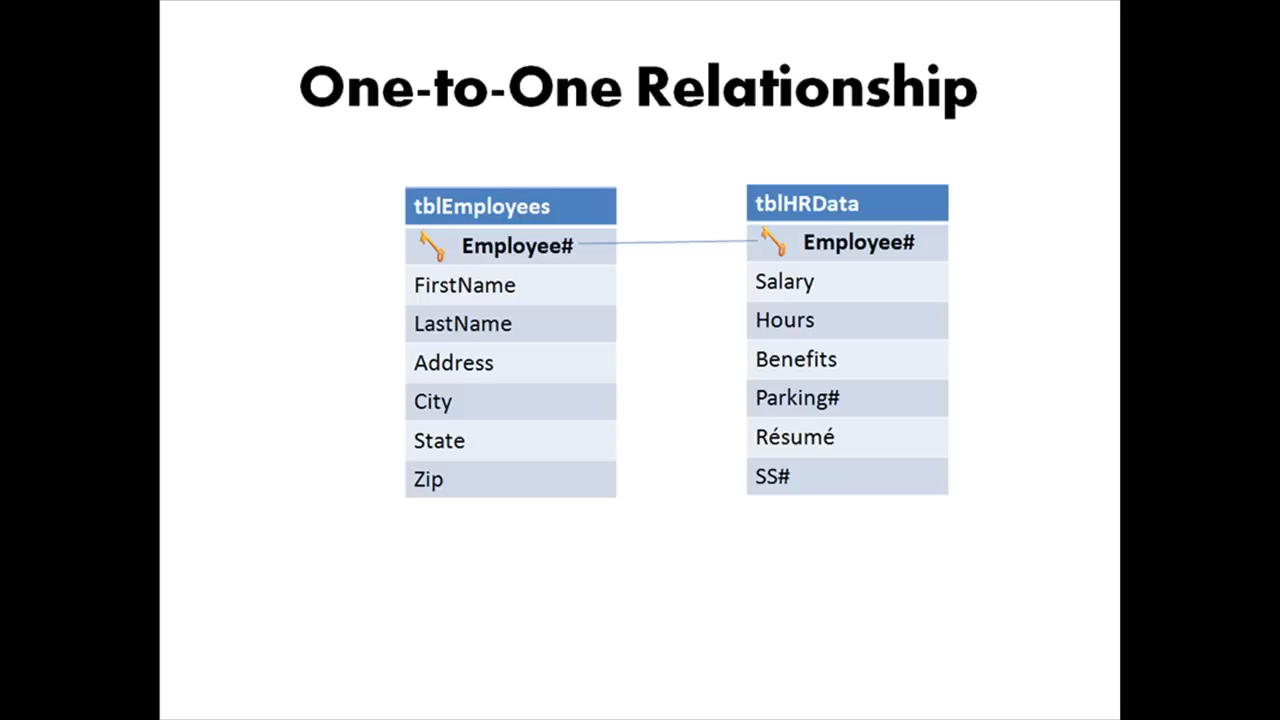 One-to-One Relationship
tblEmployees
Employee#
FirstName
LastName
Address
City
State
Zip
tblHRData
Employee#
Salary
Hours
Benefits
Parking#
Résumé
SS#